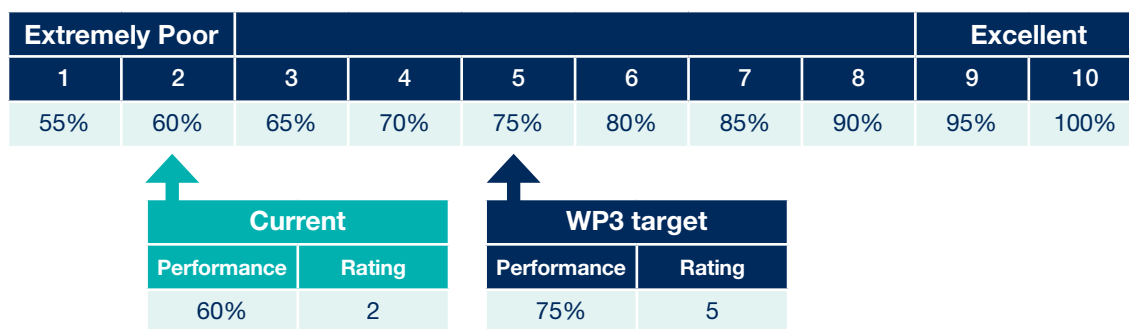 Extremely Poor Excellent
1 2 3 4 5 6 7 8 9 10
55% 60% 65% 70% 75% 80% 85% 90% 95% 100%
Current WP3 target
Performance Rating Performance Rating
60% 2 75% 5